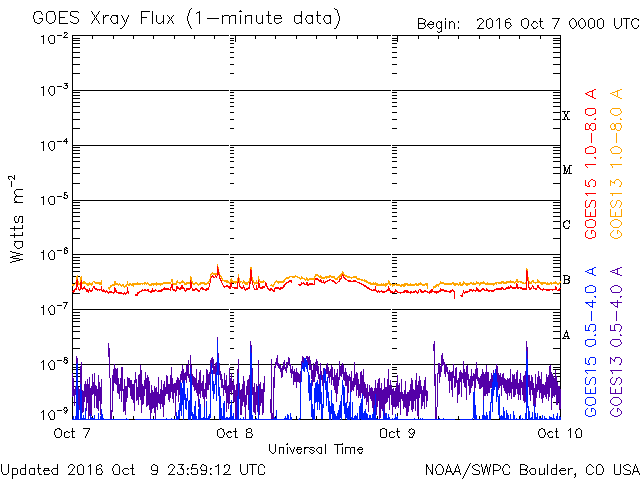 GOES Xray Flux (1-minute data)
Begin: 2016 Oct 7 0000 UTC
10⁻²
10⁻³
10⁻⁴
10⁻⁵
10⁻⁶
10⁻⁷
10⁻⁸
10⁻⁹
Watts m⁻²
X
M
C
B
A
GOES15 1.0-8.0 A
GOES13 1.0-8.0 A
GOES15 0.5-4.0 A
GOES13 0.5-4.0 A
Oct 7 Oct 8 Oct 9 Oct 10
Universal Time
Updated 2016 Oct 9 23:59:12 UTC
NOAA/SWPC Boulder, CO USA